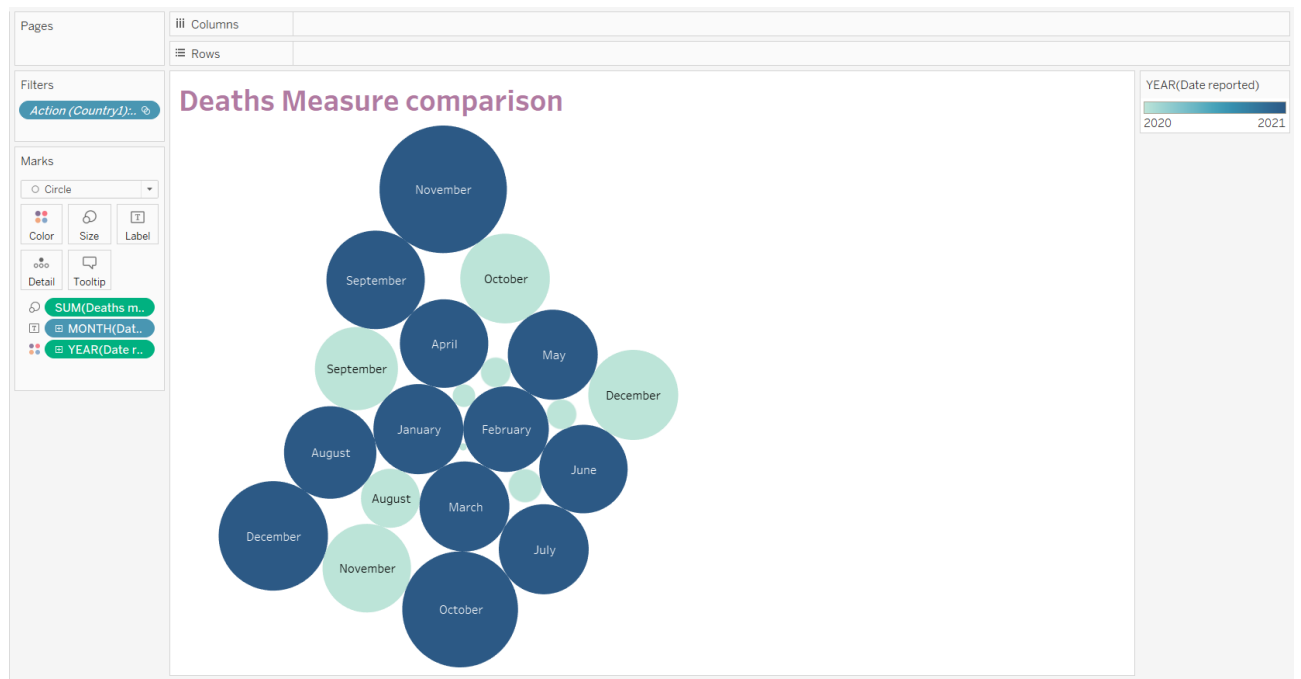 Pages
Columns
Rows
Filters
Action (Country1):..
Marks
Circle
Color
Size
Label
Detail
Tooltip
SUM(Deaths m..
MONTH(Dat..
YEAR(Date r..
Deaths Measure comparison
November
September
October
April
May
September
December
January
February
August
June
August
March
December
July
November
October
YEAR(Date reported)
2020 2021